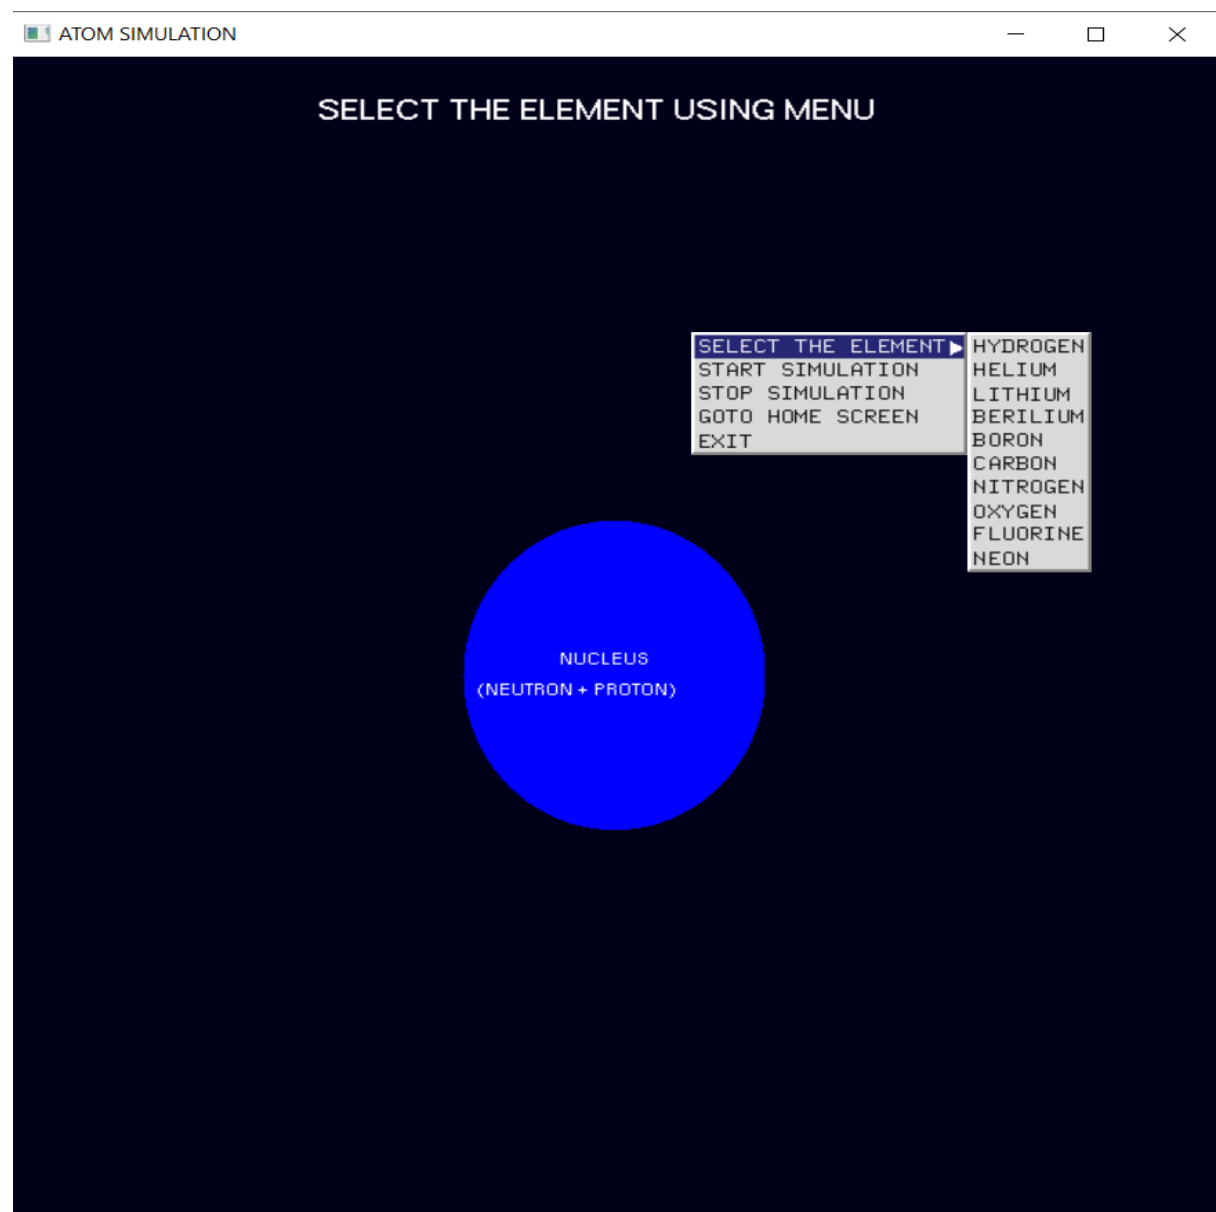 ATOM SIMULATION
SELECT THE ELEMENT USING MENU
SELECT THE ELEMENT
START SIMULATION
STOP SIMULATION
GOTO HOME SCREEN
EXIT
HYDROGEN
HELIUM
LITHIUM
BERILIUM
BORON
CARBON
NITROGEN
OXYGEN
FLUORINE
NEON
NUCLEUS
(NEUTRON + PROTON)